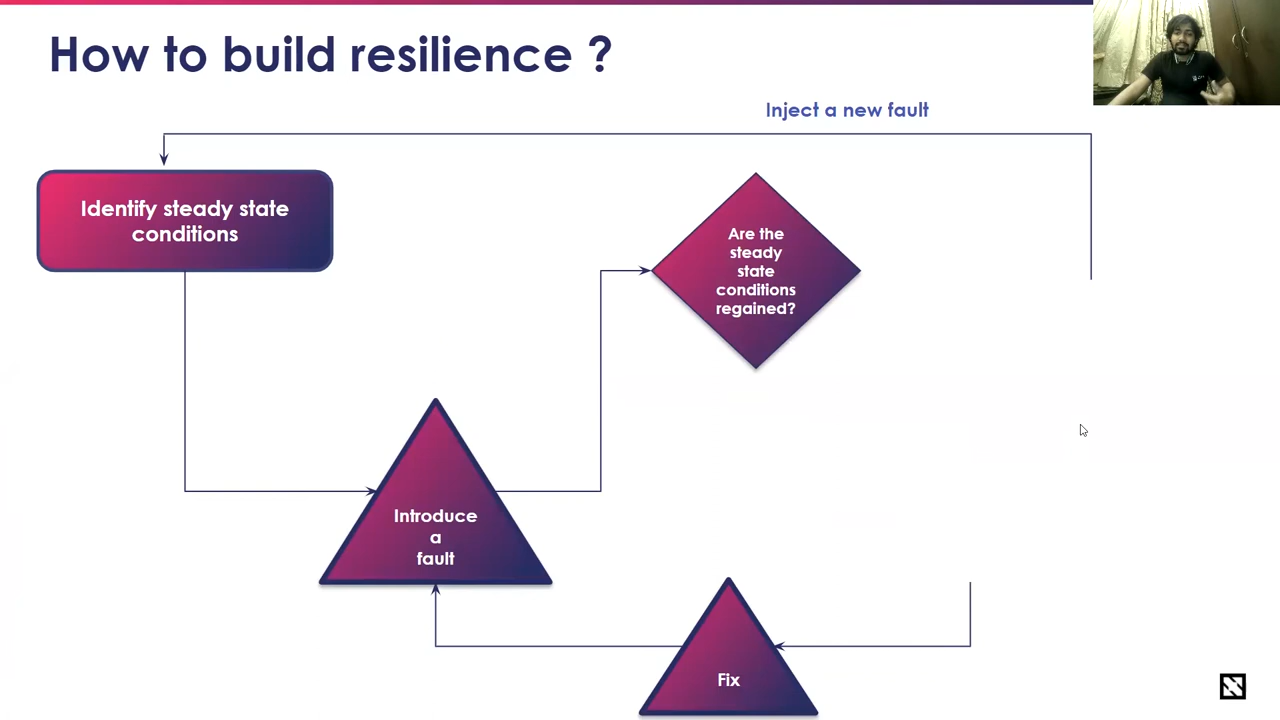 How to build resilience ?
Inject a new fault
Identify steady state
conditions
Are the
steady
state
conditions
regained?
Introduce
a
fault
Fix